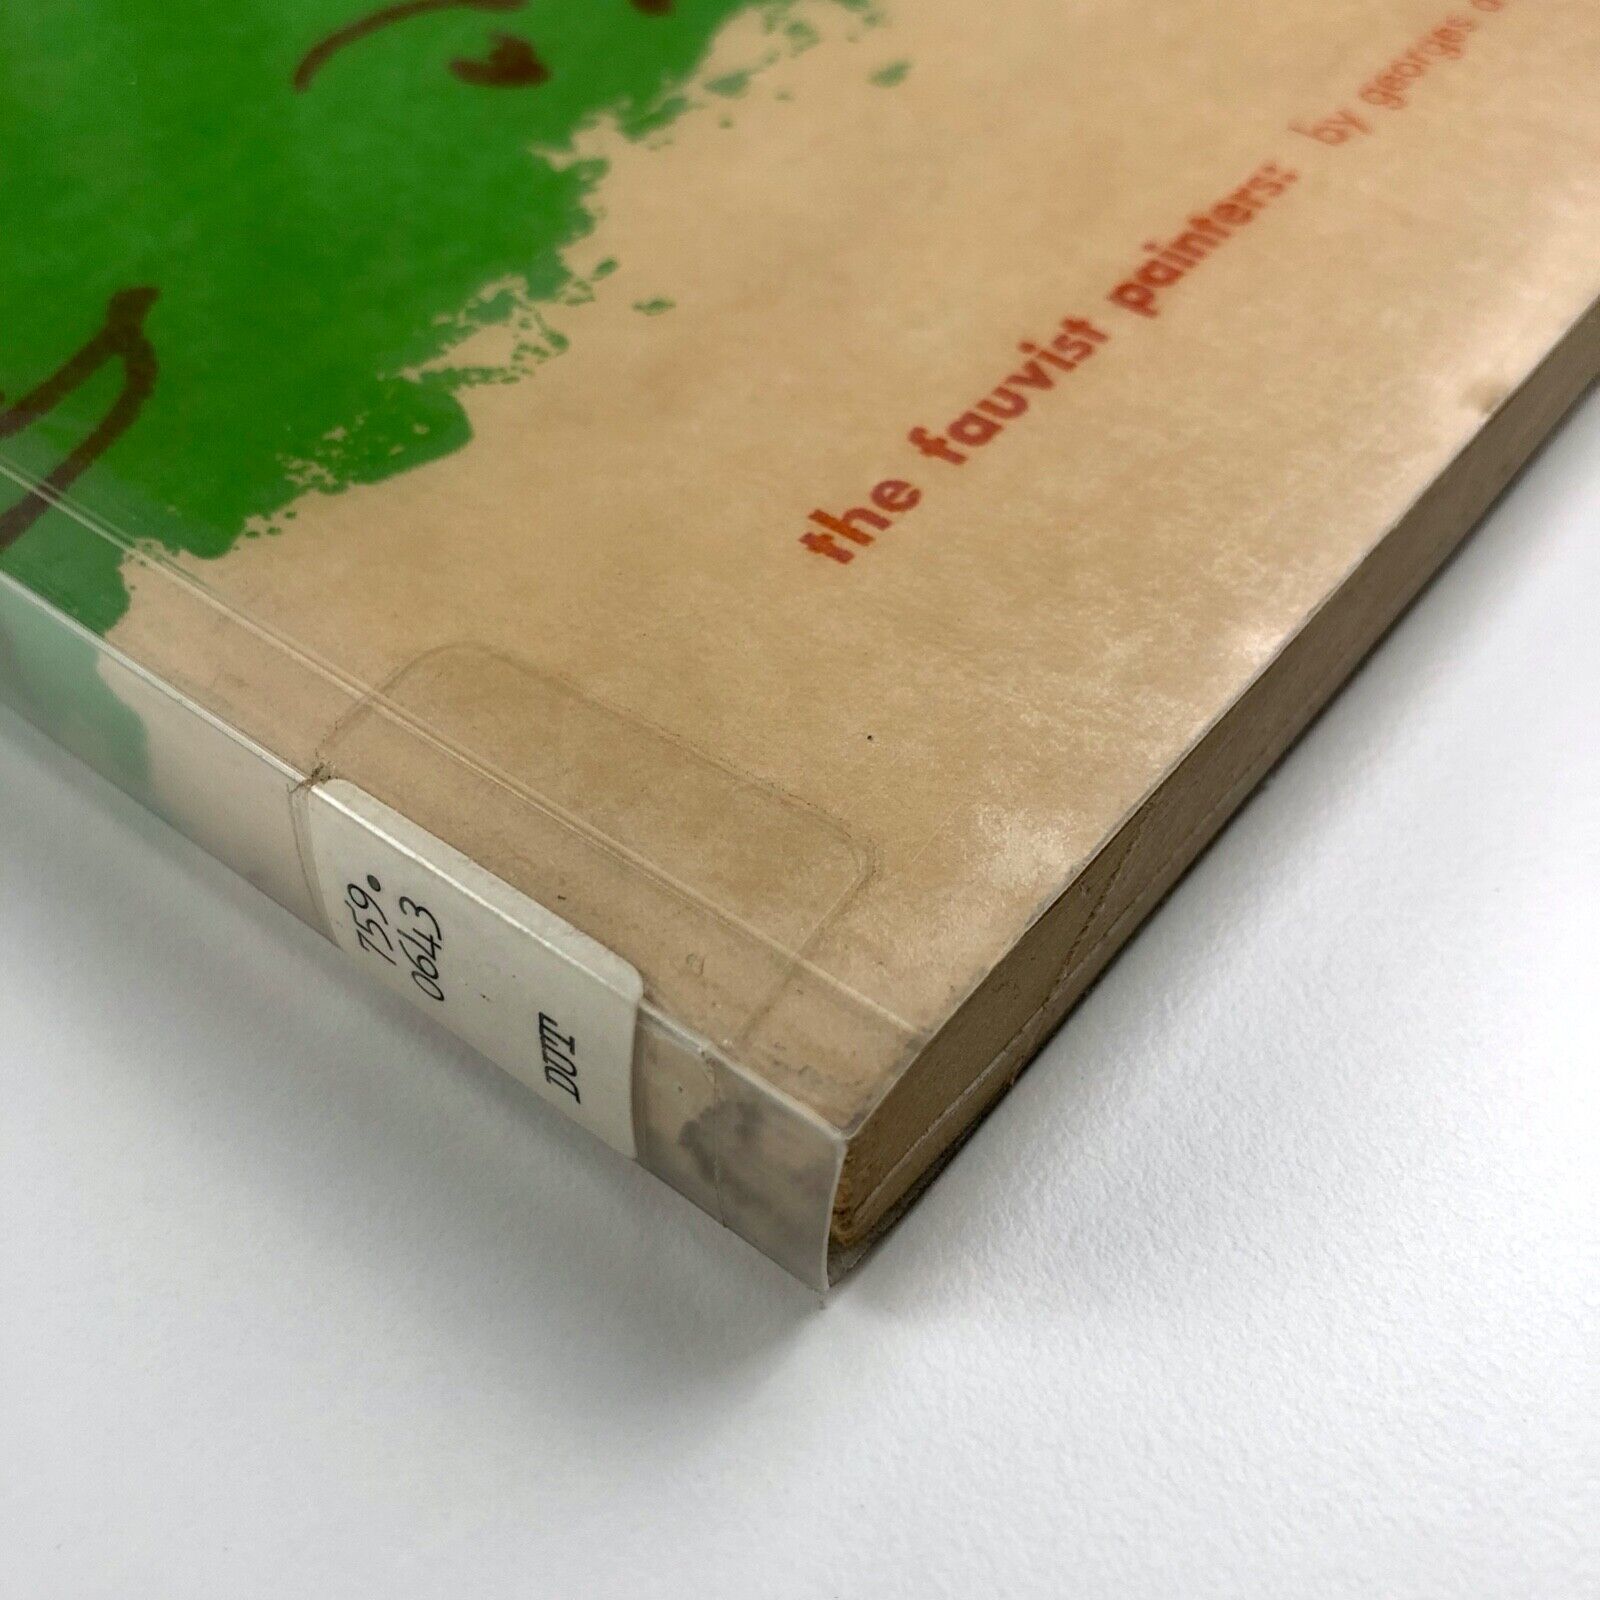 the fauvist painters: by georges
759.
0643
DUT